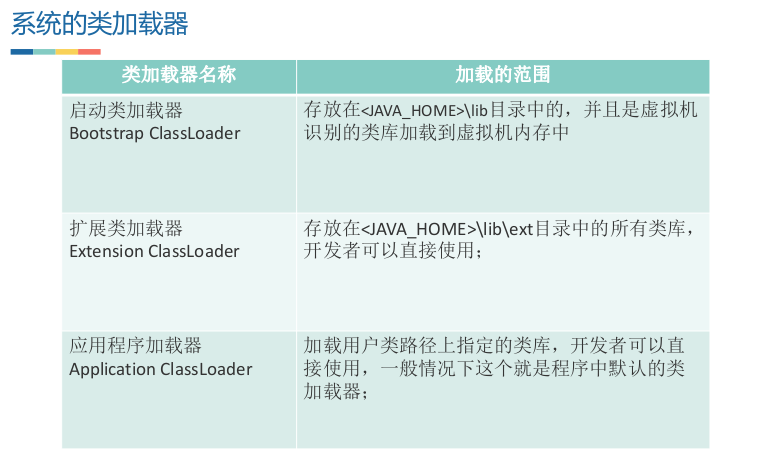 系统的类加载器
类加载器名称
加载的范围
启动类加载器
Bootstrap ClassLoader
存放在<JAVA_HOME>\lib目录中的，并且是虚拟机
识别的类库加载到虚拟机内存中
扩展类加载器
Extension ClassLoader
存放在<JAVA_HOME>\lib\ext目录中的所有类库，
开发者可以直接使用；
应用程序加载器
Application ClassLoader
加载用户类路径上指定的类库，开发者可以直
接使用，一般情况下这个就是程序中默认的类
加载器；